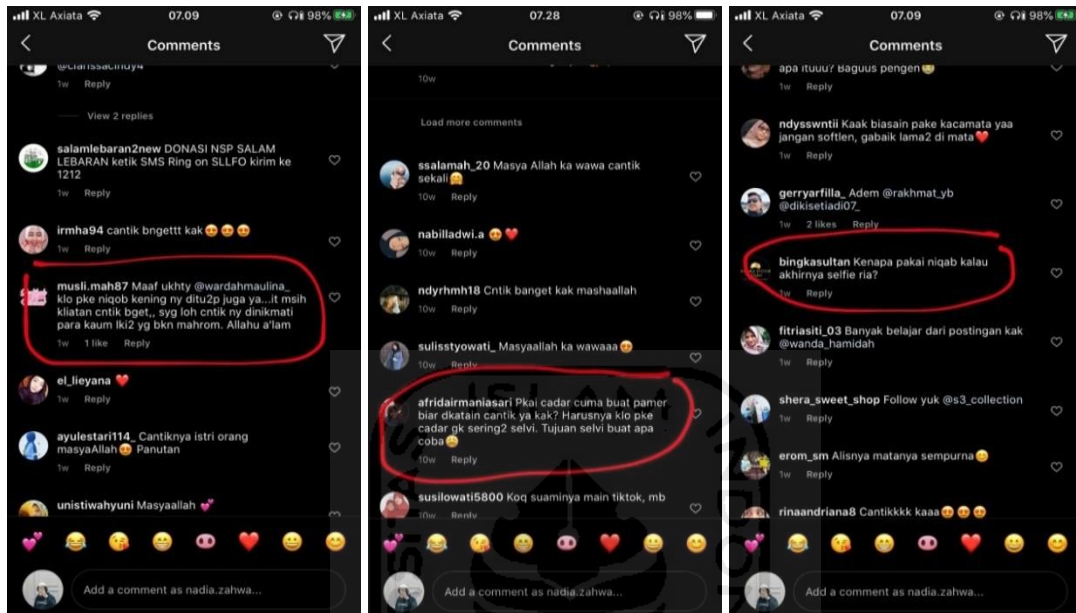 XL Axiata 07.09 98%
Comments
@clarissacindy4
1w Reply
View 2 replies
salamlebaran2new DONASI NSP SALAM
LEBARAN ketik SMS Ring on SLLFO kirim ke
1212
1w Reply
irmha94 cantik bngettt kak😍😍😍
1w Reply
musli.mah87 Maaf ukhty @wardahmaulina_
klo pke niqob kening ny ditu2p juga ya...it msih
kliatan cntik bget,, syg loh cntik ny dinikmati
para kaum lki2 yg bkn mahrom. Allahu a'lam
1w 1 like Reply
el_lieyana ❤️
1w Reply
ayulestari114_ Cantiknya istri orang
masyaAllah😍 Panutan
1w Reply
unistiwahyuni Masyaallah 💕
Add a comment as nadia.zahwa...
XL Axiata 07.28 98%
Comments
10w
Load more comments
ssalamah_20 Masya Allah ka wawa cantik
sekali🤗
10w Reply
nabilladwi.a 😍❤️
10w Reply
ndyrhmh18 Cntik banget kak mashaallah
10w Reply
sulisstyowati_ Masyaallah ka wawaaa😍
10w Reply
afridairmaniasari Pkai cadar cuma buat pamer
biar dkatain cantik ya kak? Harusnya klo pke
cadar gk sering2 selvi. Tujuan selvi buat apa
coba😩
10w Reply
susilowati5800 Koq suaminya main tiktok, mb
10w Reply
Add a comment as nadia.zahwa...
XL Axiata 07.09 98%
Comments
apa ituuu? Baguus pengen😢
1w Reply
ndysswntii Kaak biasain pake kacamata yaa
jangan softlen, gabaik lama2 di mata❤️
1w Reply
gerryarfilla_ Adem @rakhmat_yb
@dikisetiadi07_
1w 2 likes Reply
bingkasultan Kenapa pakai niqab kalau
akhirnya selfie ria?
1w Reply
fitriasiti_03 Banyak belajar dari postingan kak
@wanda_hamidah
1w Reply
shera_sweet_shop Follow yuk @s3_collection
1w Reply
erom_sm Alisnya matanya sempurna😊
1w Reply
rinaandriana8 Cantikkkk kaaa😍😍😍
Add a comment as nadia.zahwa...
ISLAM
INDON